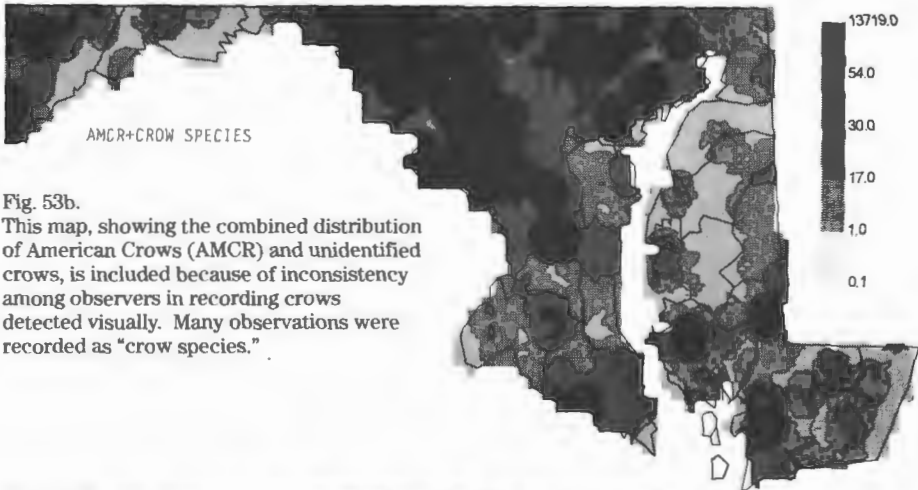 13719.0
54.0
30.0
17.0
1.0
0.1
AMCR+CROW SPECIES
Fig. 53b.
This map, showing the combined distribution
of American Crows (AMCR) and unidentified
crows, is included because of inconsistency
among observers in recording crows
detected visually. Many observations were
recorded as "crow species."